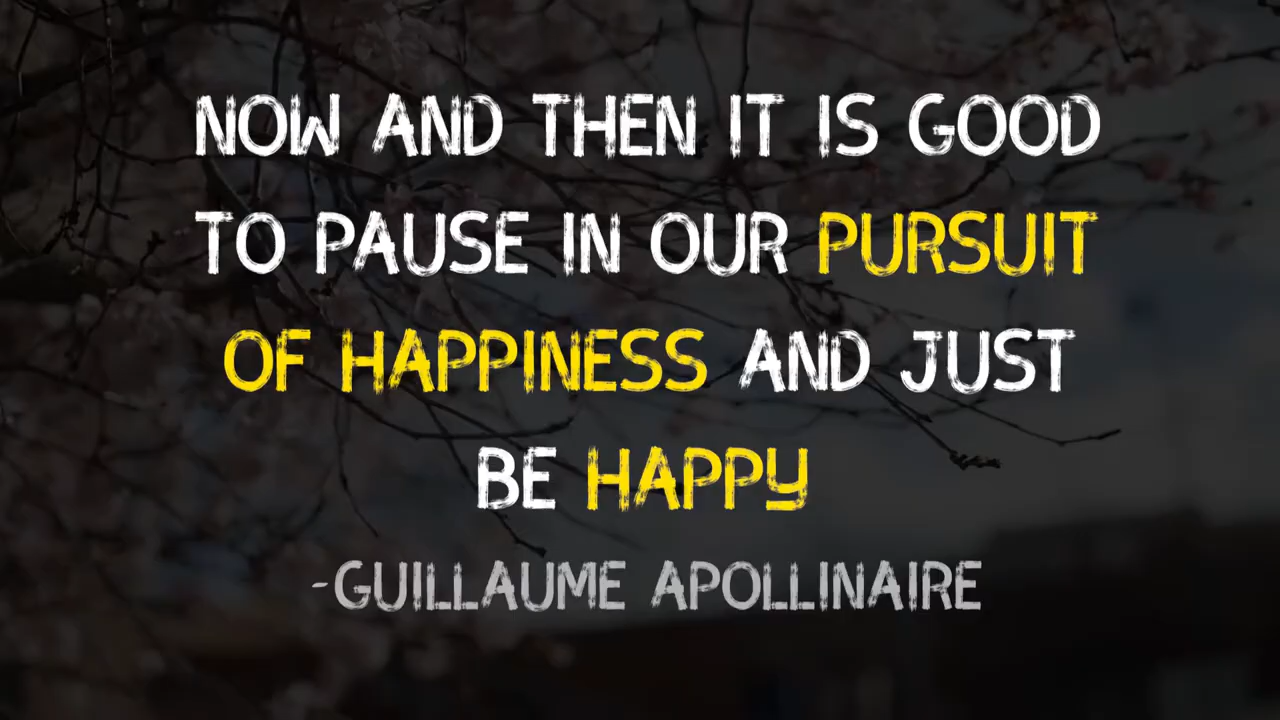 NOW AND THEN IT IS GOOD
TO PAUSE IN OUR PURSUIT
OF HAPPINESS AND JUST
BE HAPPY
-GUILLAUME APOLLINAIRE